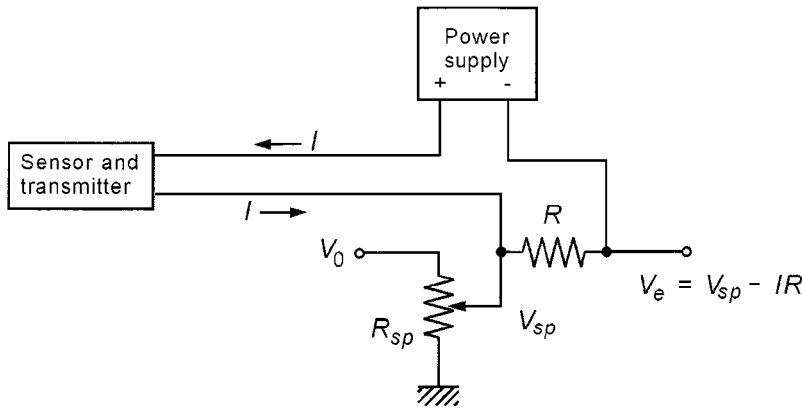 Power
supply
+ -
I
Sensor and
transmitter
I
R
V₀
Vₑ = Vₛₚ - IR
Rₛₚ
Vₛₚ